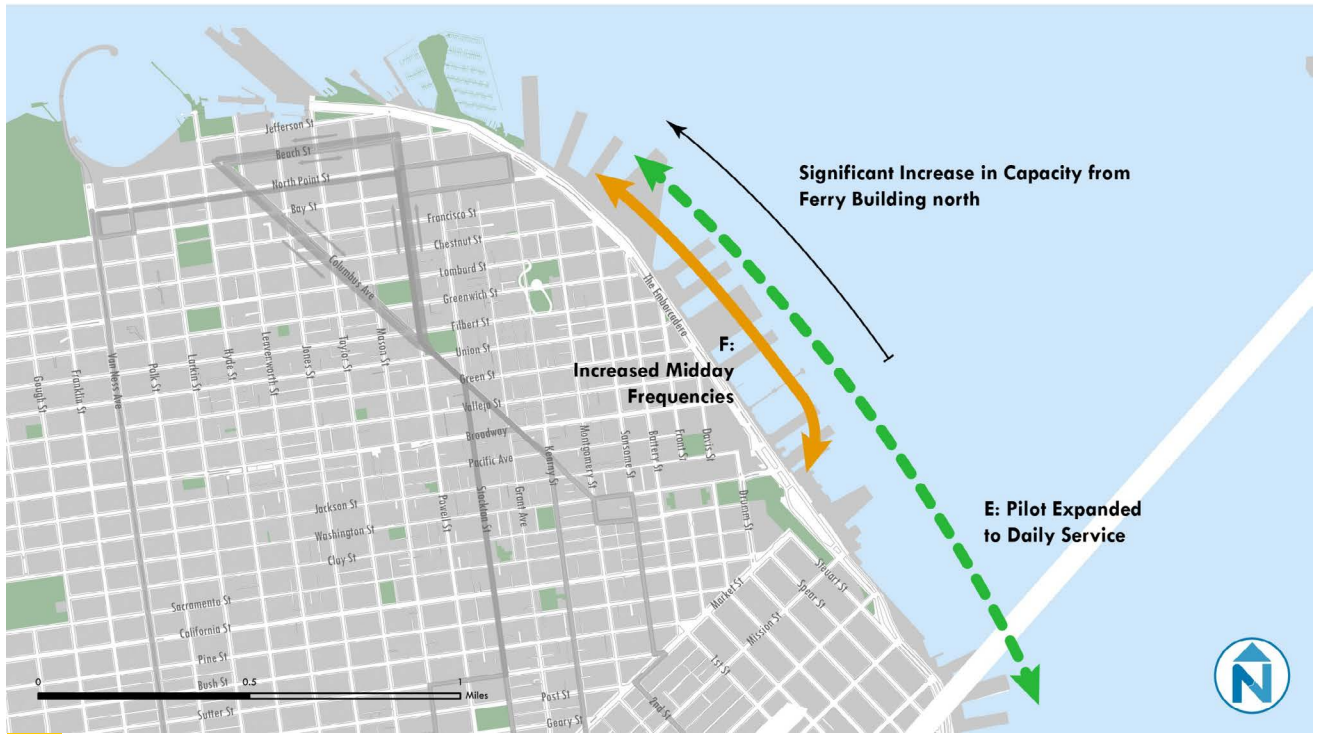 Jefferson St
Beach St
North Point St
Bay St
Francisco St
Chestnut St
Lombard St
Greenwich St
Filbert St
Union St
Green St
Vallejo St
Broadway
Pacific Ave
Jackson St
Washington St
Clay St
Sacramento St
California St
Pine St
Bush St
Sutter St
Post St
Geary St
Gough St
Franklin St
Van Ness Ave
Polk St
Larkin St
Hyde St
Leavenworth St
Jones St
Taylor St
Mason St
Powell St
Stockton St
Grant Ave
Kearny St
Montgomery St
Sansome St
Battery St
Front St
Davis St
Drumm St
Columbus Ave
The Embarcadero
Market St
Mission St
Spear St
Steuart St
1st St
2nd St
Significant Increase in Capacity from
Ferry Building north
F:
Increased Midday
Frequencies
E: Pilot Expanded
to Daily Service
0 0.5 1
Miles
N